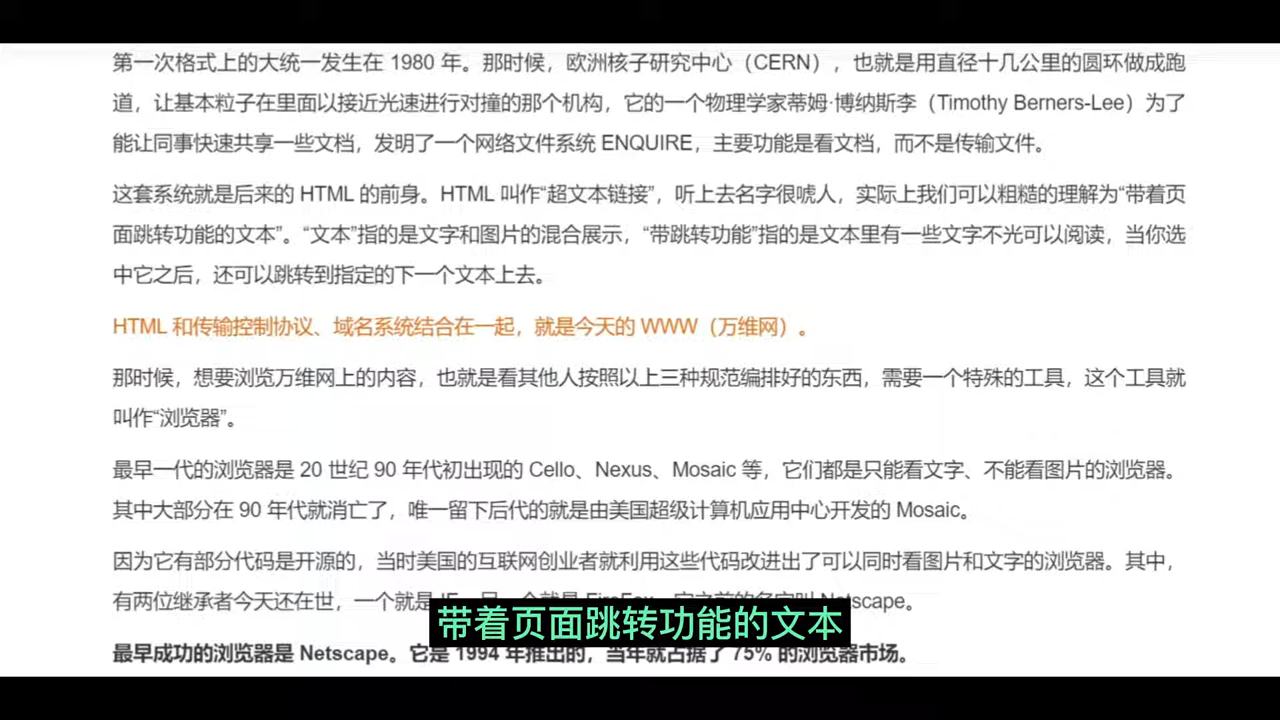 第一次格式上的大统一发生在 1980 年。那时候，欧洲核子研究中心（CERN），也就是用直径十几公里的圆环做成跑
道，让基本粒子在里面以接近光速进行对撞的那个机构，它的一个物理学家蒂姆·博纳斯李（Timothy Berners-Lee）为了
能让同事快速共享一些文档，发明了一个网络文件系统 ENQUIRE，主要功能是看文档，而不是传输文件。
这套系统就是后来的 HTML 的前身。HTML 叫作“超文本链接”，听上去名字很唬人，实际上我们可以粗糙的理解为“带着页
面跳转功能的文本”。“文本”指的是文字和图片的混合展示，“带跳转功能”指的是文本里有一些文字不光可以阅读，当你选
中它之后，还可以跳转到指定的下一个文本上去。
HTML 和传输控制协议、域名系统结合在一起，就是今天的 WWW（万维网）。
那时候，想要浏览万维网上的内容，也就是看其他人按照以上三种规范编排好的东西，需要一个特殊的工具，这个工具就
叫作“浏览器”。
最早一代的浏览器是 20 世纪 90 年代初出现的 Cello、Nexus、Mosaic 等，它们都是只能看文字、不能看图片的浏览器。
其中大部分在 90 年代就消亡了，唯一留下后代的就是由美国超级计算机应用中心开发的 Mosaic。
因为它有部分代码是开源的，当时美国的互联网创业者就利用这些代码改进出了可以同时看图片和文字的浏览器。其中，
有两位继承者今天还在世，一个就是
带着页面跳转功能的文本
最早成功的浏览器是 Netscape。它是 1994 年推出的，当年就占据了 75% 的浏览器市场。